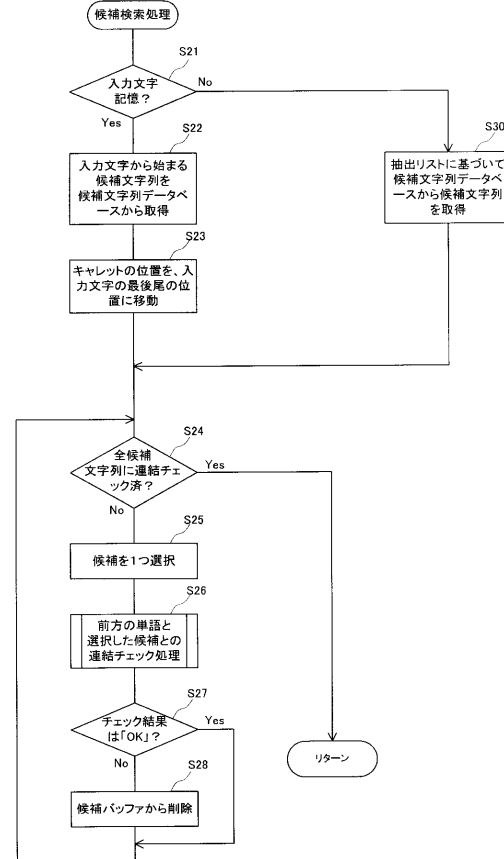 候補検索処理
S21
入力文字
記憶？
No
Yes
S22
入力文字から始まる
候補文字列を
候補文字列データベ
ースから取得
S30
抽出リストに基づいて
候補文字列データベ
ースから候補文字列
を取得
S23
キャレットの位置を、入
力文字の最後尾の位
置に移動
S24
全候補
文字列に連結チェ
ック済？
Yes
No
S25
候補を１つ選択
S26
前方の単語と
選択した候補との
連結チェック処理
S27
チェック結果
は「OK」？
Yes
No
リターン
S28
候補バッファから削除